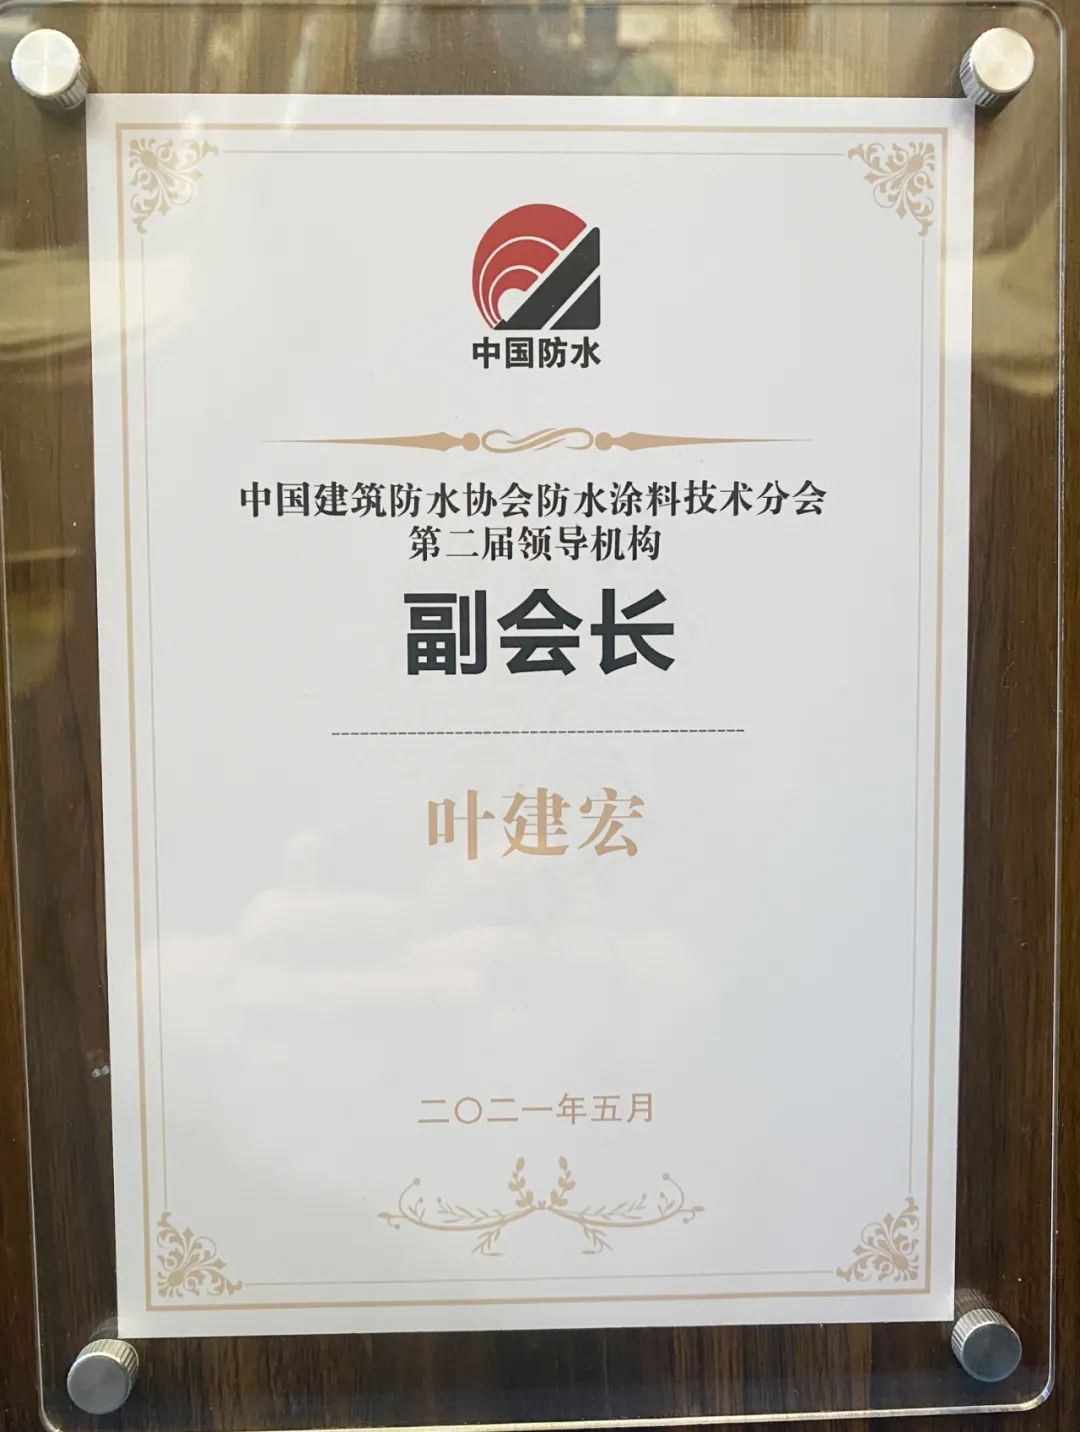 中国防水
中国建筑防水协会防水涂料技术分会
第二届领导机构
副会长
叶建宏
二〇二一年五月